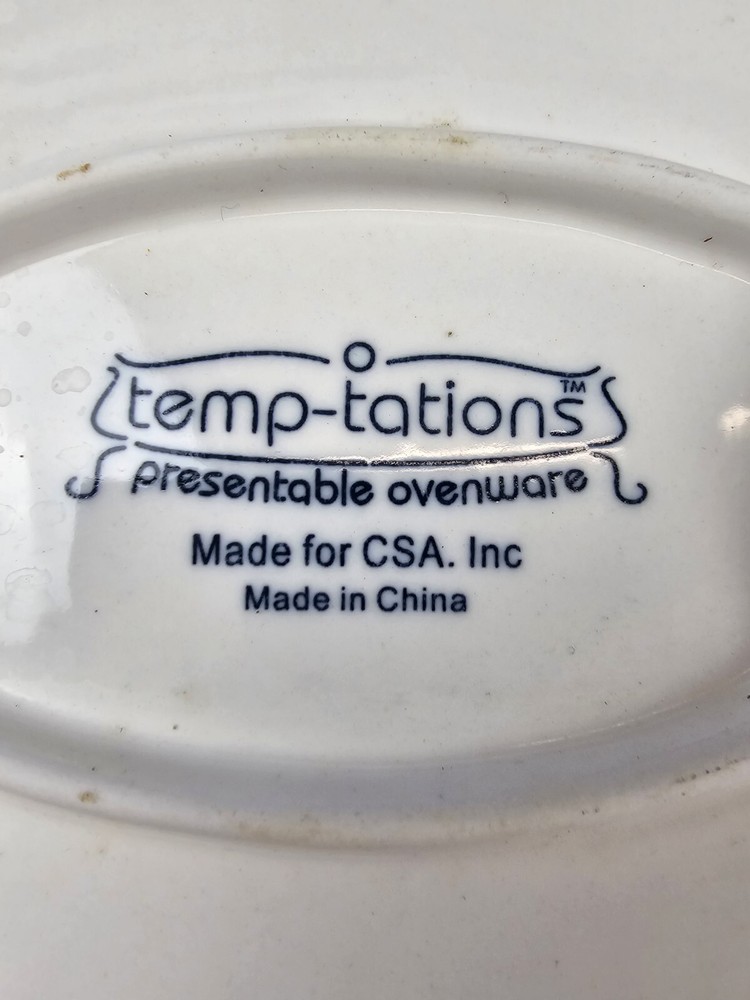 temp-tations™
presentable ovenware
Made for CSA. Inc
Made in China